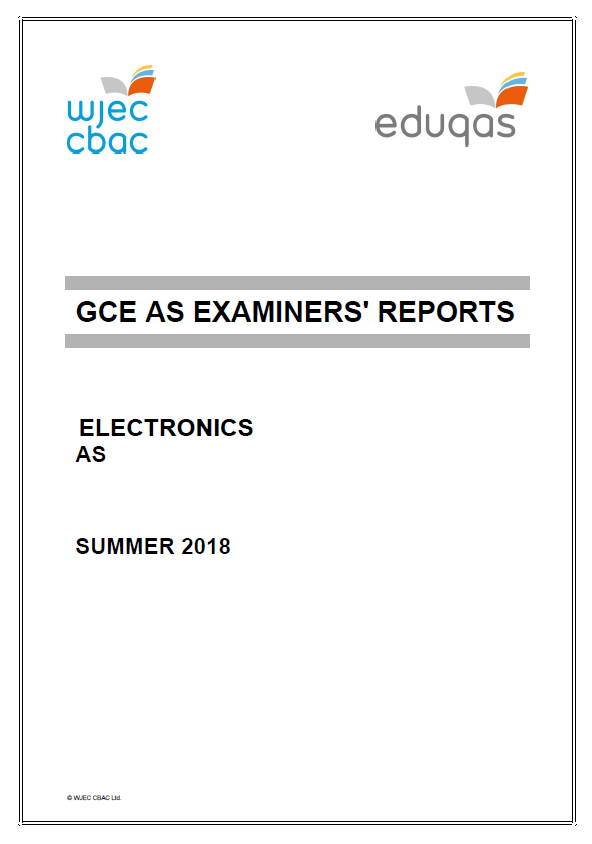 wjec
cbac
eduqas
GCE AS EXAMINERS' REPORTS
ELECTRONICS
AS
SUMMER 2018
© WJEC CBAC Ltd.